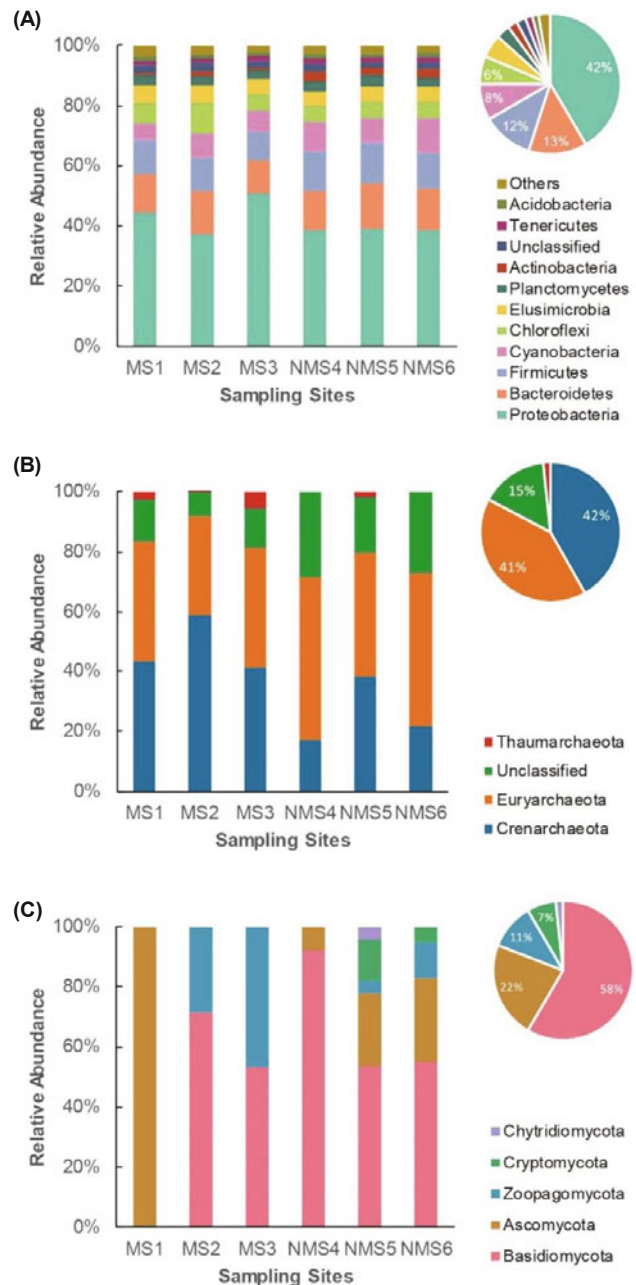 (A)
100%
80%
60%
40%
20%
0%
Relative Abundance
MS1 MS2 MS3 NMS4 NMS5 NMS6
Sampling Sites
42%
13%
12%
8%
6%
Others
Acidobacteria
Tenericutes
Unclassified
Actinobacteria
Planctomycetes
Elusimicrobia
Chloroflexi
Cyanobacteria
Firmicutes
Bacteroidetes
Proteobacteria
(B)
100%
80%
60%
40%
20%
0%
Relative Abundance
MS1 MS2 MS3 NMS4 NMS5 NMS6
Sampling Sites
15%
42%
41%
Thaumarchaeota
Unclassified
Euryarchaeota
Crenarchaeota
(C)
100%
80%
60%
40%
20%
0%
Relative Abundance
MS1 MS2 MS3 NMS4 NMS5 NMS6
Sampling Sites
7%
11%
22%
58%
Chytridiomycota
Cryptomycota
Zoopagomycota
Ascomycota
Basidiomycota